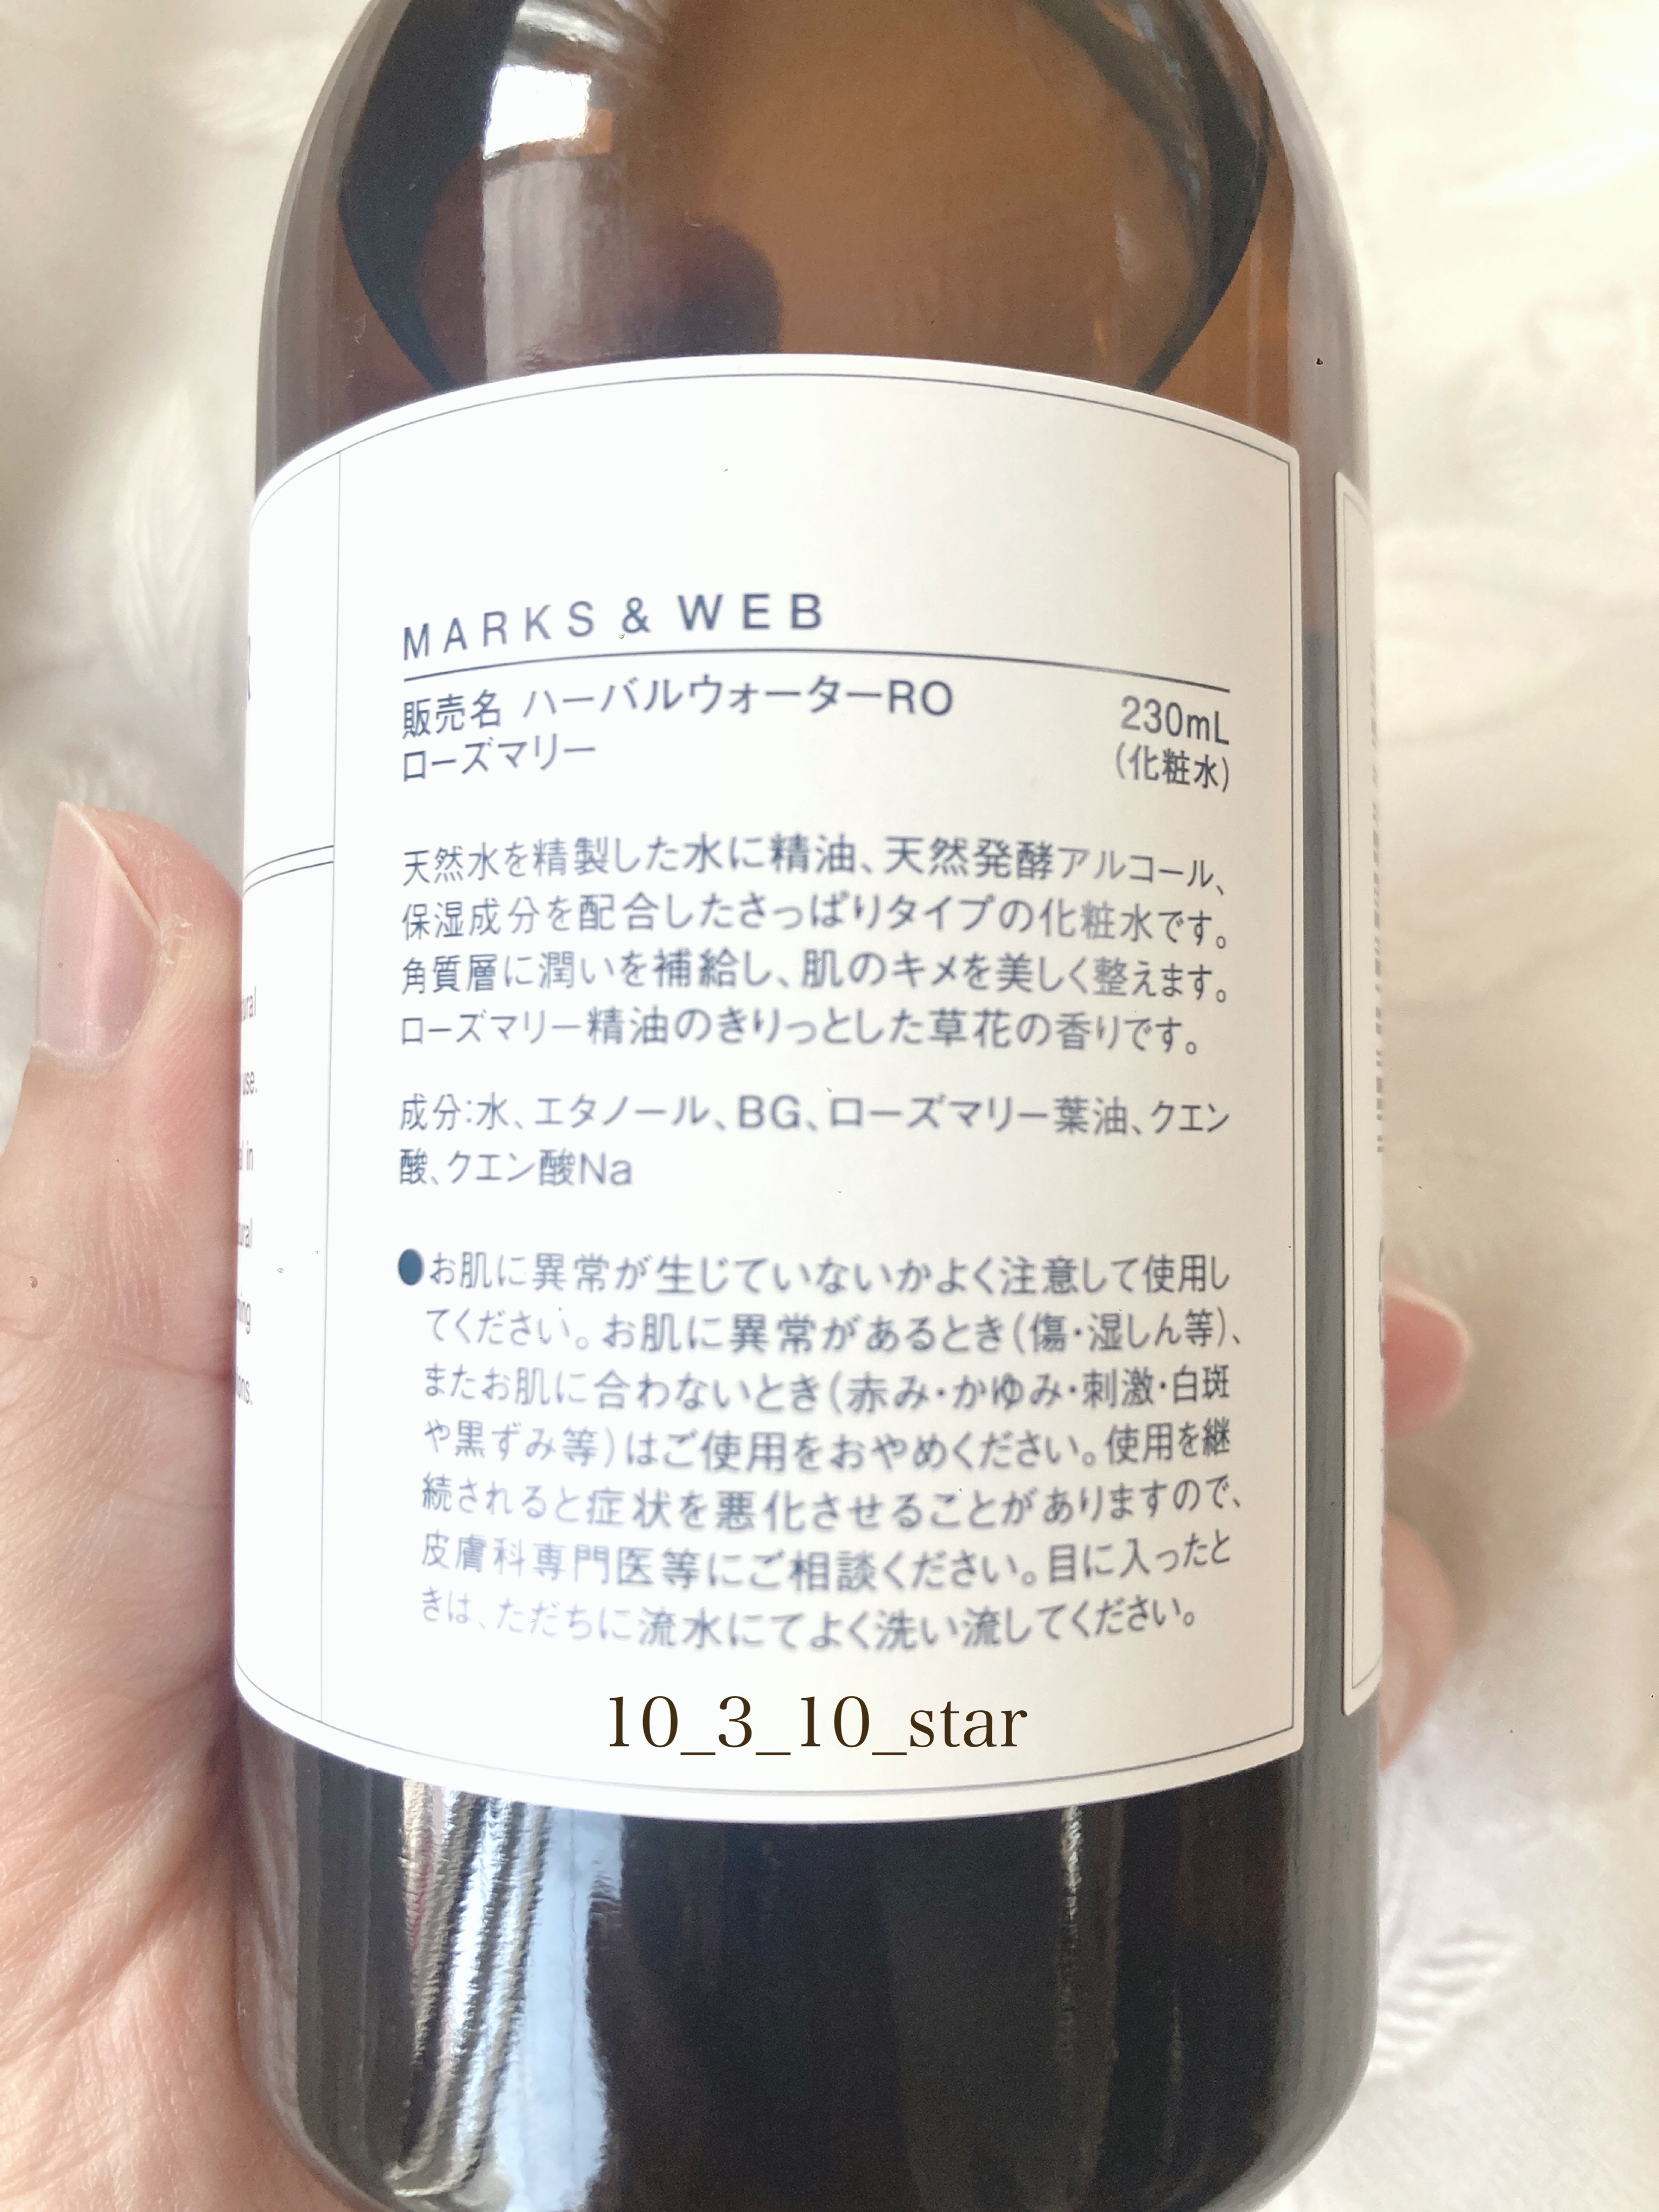 MARKS & WEB
販売名 ハーバルウォーターRO 230mL
ローズマリー (化粧水)
天然水を精製した水に精油、天然発酵アルコール、
保湿成分を配合したさっぱりタイプの化粧水です。
角質層に潤いを補給し、肌のキメを美しく整えます。
ローズマリー精油のきりっとした草花の香りです。
成分:水、エタノール、BG、ローズマリー葉油、クエン
酸、クエン酸Na
●お肌に異常が生じていないかよく注意して使用し
てください。お肌に異常があるとき(傷・湿しん等)、
またお肌に合わないとき(赤み・かゆみ・刺激・白斑
や黒ずみ等)はご使用をおやめください。使用を継
続されると症状を悪化させることがありますので、
皮膚科専門医等にご相談ください。目に入ったと
きは、ただちに流水にてよく洗い流してください。
10_3_10_star
use.
in